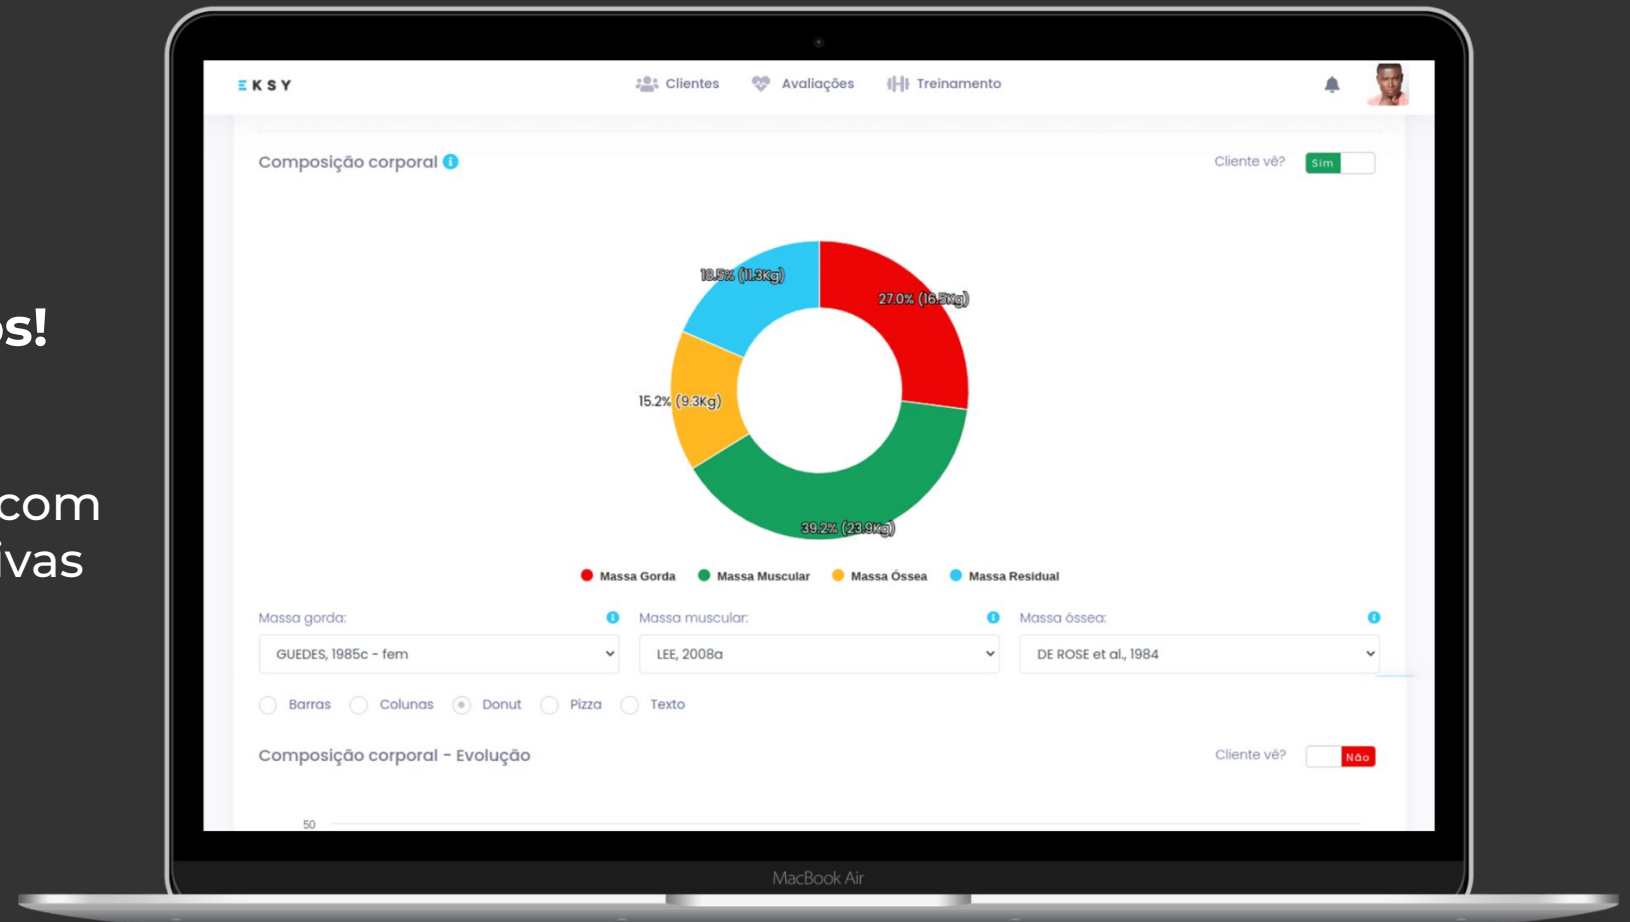 os!
com
ivas
EKSY
Clientes
Avaliações
Treinamento
Composição corporal
Cliente vê?
Sim
18.5% (11.3Kg)
27.0% (16.5Kg)
15.2% (9.3Kg)
39.2% (23.9Kg)
Massa Gorda
Massa Muscular
Massa Óssea
Massa Residual
Massa gorda:
Massa muscular:
Massa óssea:
GUEDES, 1985c - fem
LEE, 2008a
DE ROSE et al., 1984
Barras
Colunas
Donut
Pizza
Texto
Composição corporal - Evolução
Cliente vê?
Não
50
MacBook Air